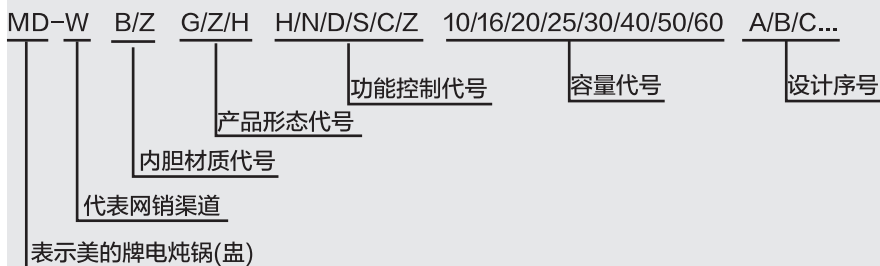 MD-W B/Z G/Z/H H/N/D/S/C/Z 10/16/20/25/30/40/50/60 A/B/C...
功能控制代号
容量代号
设计序号
产品形态代号
内胆材质代号
代表网销渠道
表示美的牌电炖锅(盅)